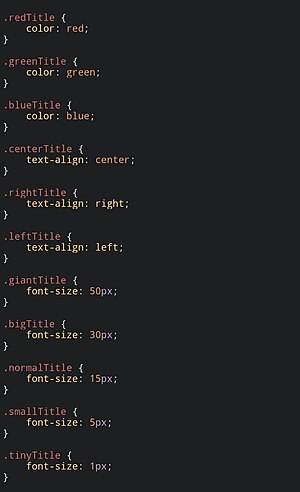 .redTitle {
    color: red;
}
.greenTitle {
    color: green;
}
.blueTitle {
    color: blue;
}
.centerTitle {
    text-align: center;
}
.rightTitle {
    text-align: right;
}
.leftTitle {
    text-align: left;
}
.giantTitle {
    font-size: 50px;
}
.bigTitle {
    font-size: 30px;
}
.normalTitle {
    font-size: 15px;
}
.smallTitle {
    font-size: 5px;
}
.tinyTitle {
    font-size: 1px;
}